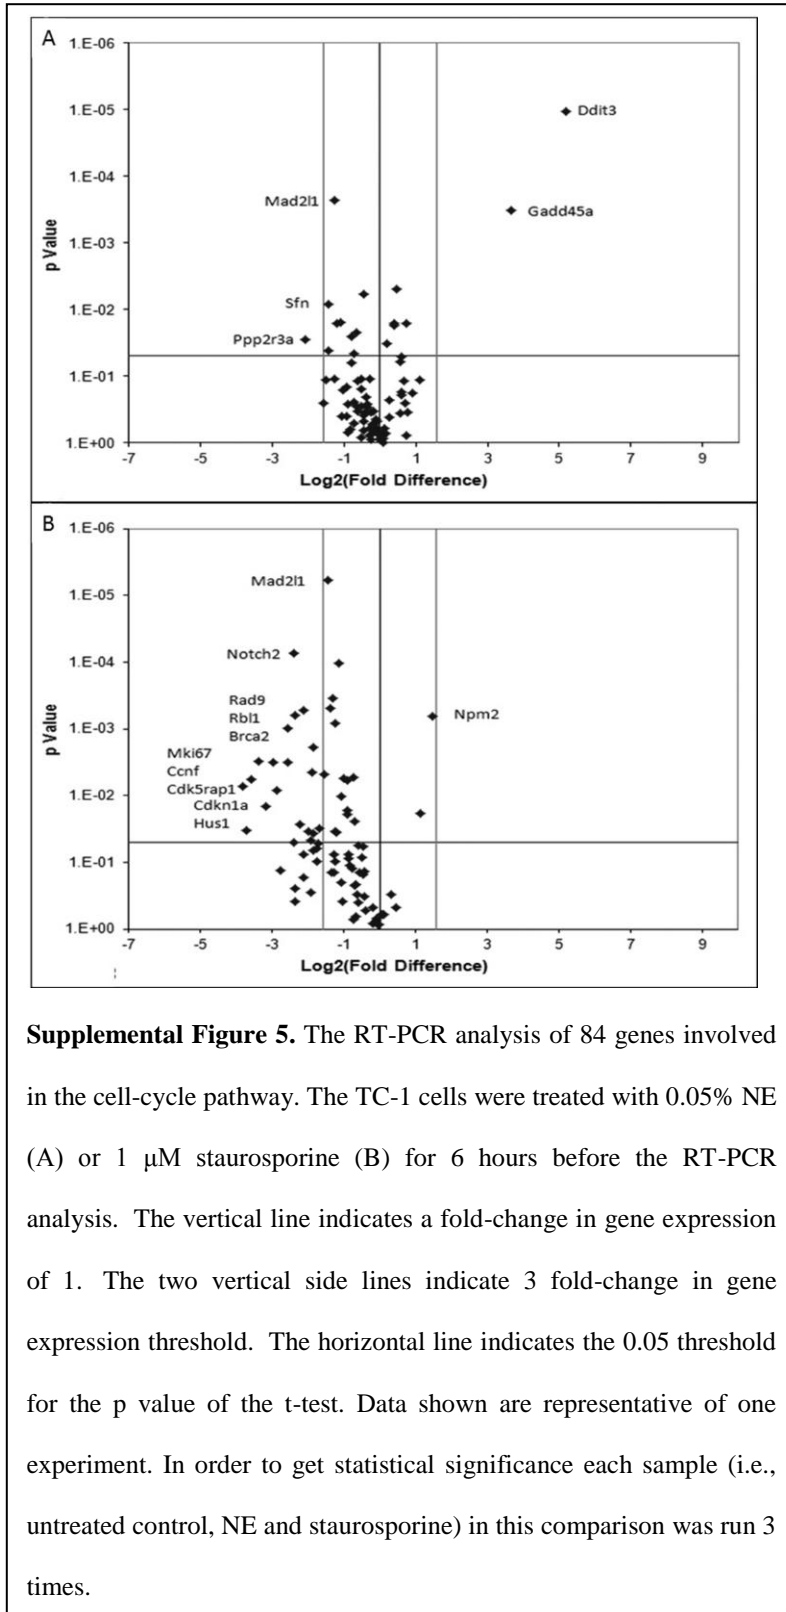 A
1.E-06
1.E-05
Ddit3
1.E-04
Mad2l1
Gadd45a
1.E-03
p Value
Sfn
1.E-02
Ppp2r3a
1.E-01
1.E+00
-7 -5 -3 -1 1 3 5 7 9
Log2(Fold Difference)
B
1.E-06
Mad2l1
1.E-05
Notch2
1.E-04
Rad9
Rbl1
Npm2
1.E-03
Brca2
p Value
Mki67
Ccnf
Cdk5rap1
1.E-02
Cdkn1a
Hus1
1.E-01
1.E+00
-7 -5 -3 -1 1 3 5 7 9
Log2(Fold Difference)
Supplemental Figure 5. The RT-PCR analysis of 84 genes involved
in the cell-cycle pathway. The TC-1 cells were treated with 0.05% NE
(A) or 1 μM staurosporine (B) for 6 hours before the RT-PCR
analysis. The vertical line indicates a fold-change in gene expression
of 1. The two vertical side lines indicate 3 fold-change in gene
expression threshold. The horizontal line indicates the 0.05 threshold
for the p value of the t-test. Data shown are representative of one
experiment. In order to get statistical significance each sample (i.e.,
untreated control, NE and staurosporine) in this comparison was run 3
times.